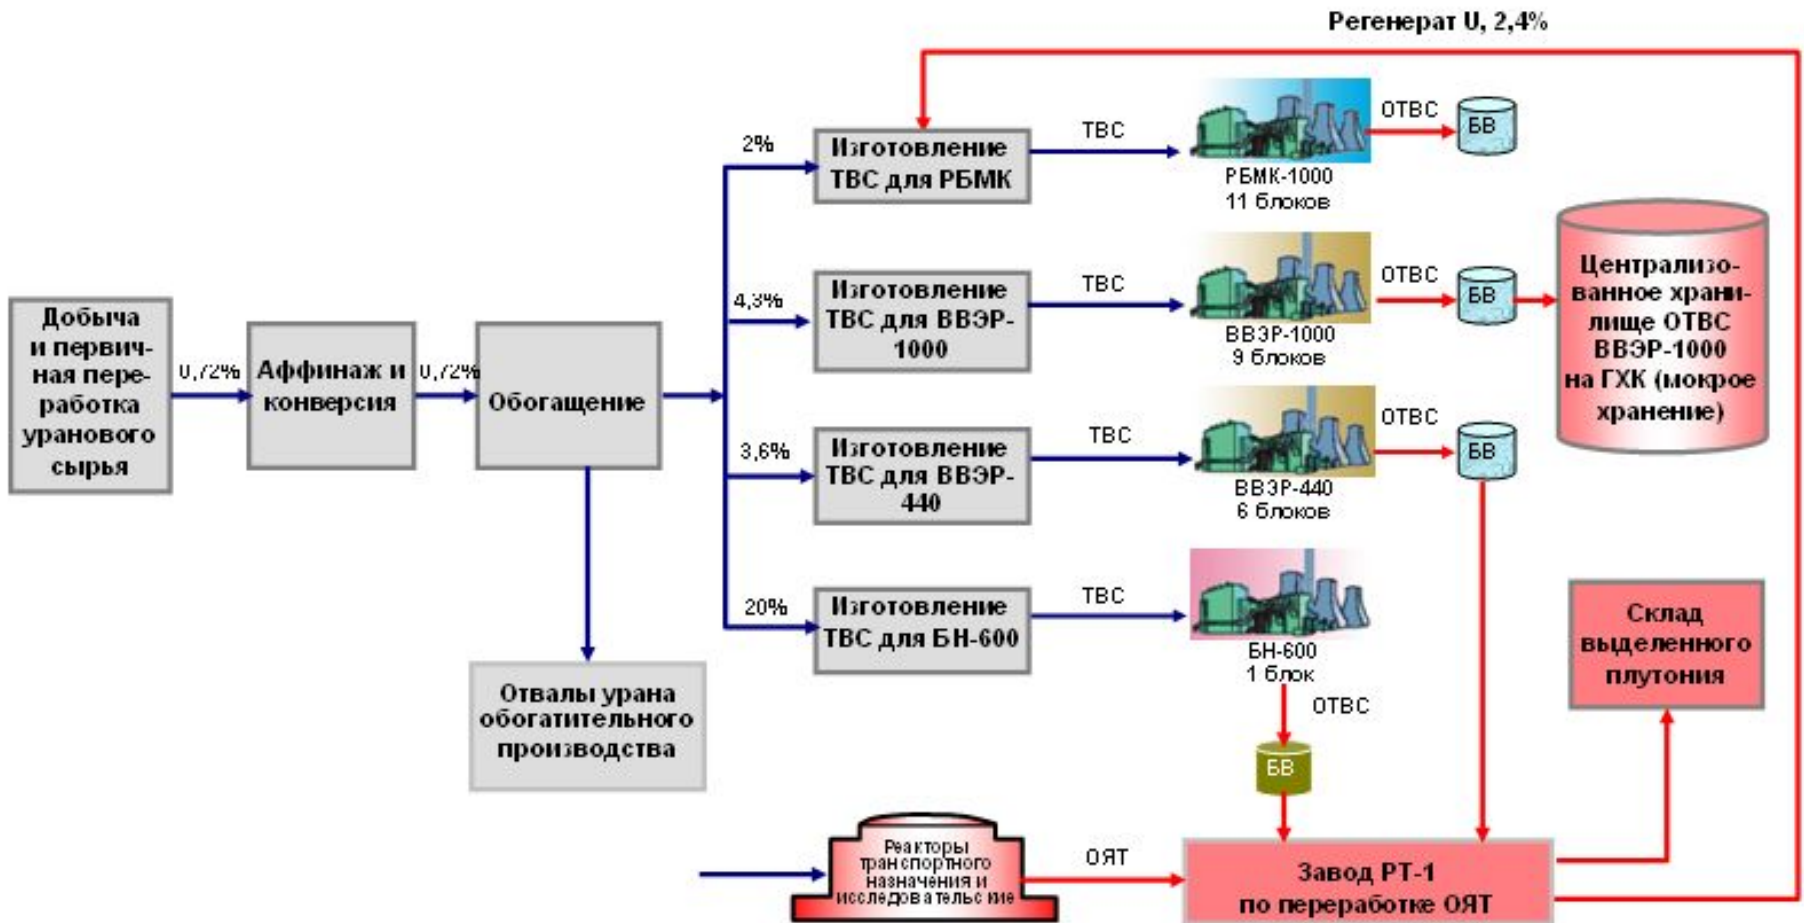 Регенерат U, 2,4%
2%
Изготовление
ТВС для РБМК
ТВС
РБМК-1000
11 блоков
ОТВС
БВ
Добыча
и первич-
ная пере-
работка
уранового
сырья
0,72%
Аффинаж и
конверсия
0,72%
Обогащение
Отвалы урана
обогатительного
производства
4,3%
Изготовление
ТВС для ВВЭР-
1000
ТВС
ВВЭР-1000
9 блоков
ОТВС
БВ
Централизо-
ванное храни-
лище ОТВС
ВВЭР-1000
на ГХК (мокрое
хранение)
3,6%
Изготовление
ТВС для ВВЭР-
440
ТВС
ВВЭР-440
6 блоков
ОТВС
БВ
20%
Изготовление
ТВС для БН-600
ТВС
БН-600
1 блок
ОТВС
БВ
Склад
выделенного
плутония
Реакторы
транспортного
назначения и
исследовательские
ОЯТ
Завод РТ-1
по переработке ОЯТ